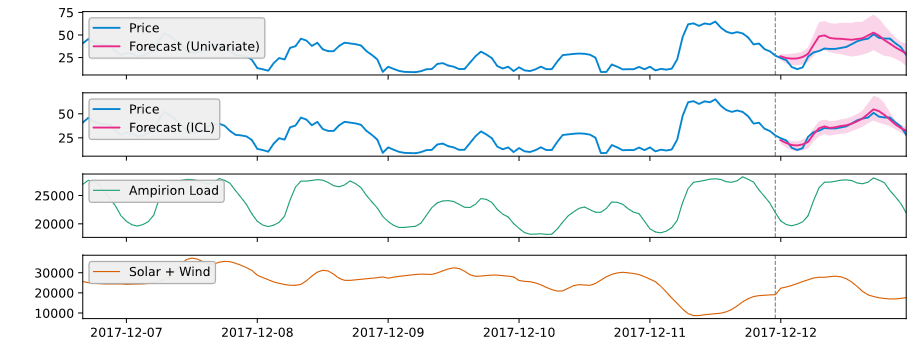 75
50
25
Price
Forecast (Univariate)
50
25
Price
Forecast (ICL)
25000
20000
Ampirion Load
30000
20000
10000
Solar + Wind
2017-12-07 2017-12-08 2017-12-09 2017-12-10 2017-12-11 2017-12-12